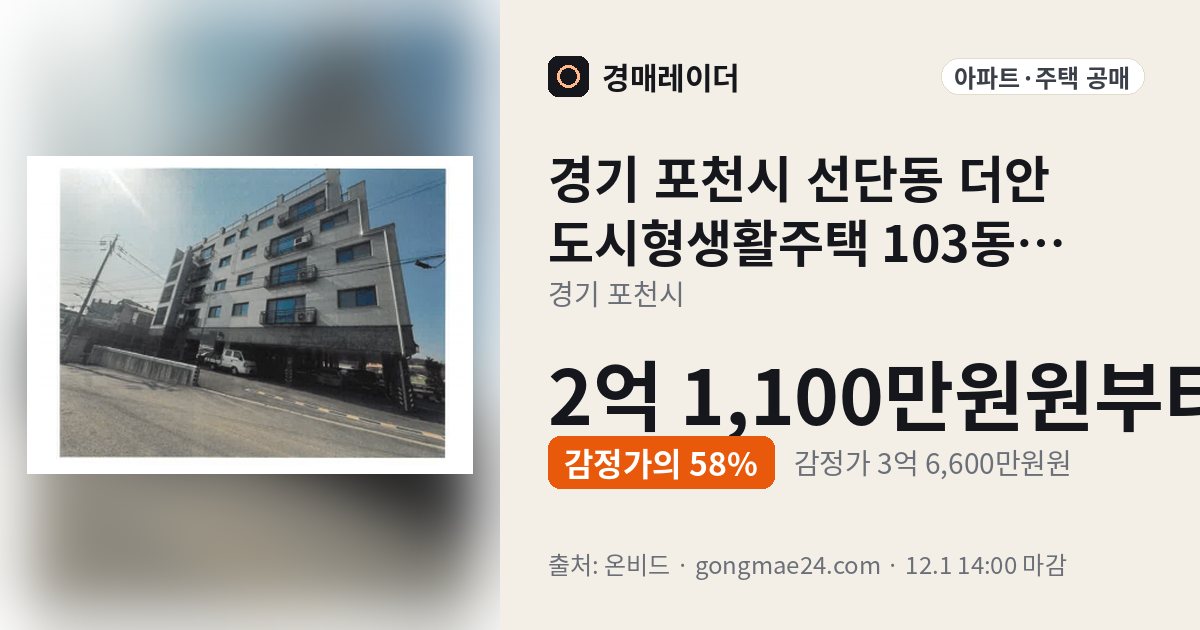 경매레이더
아파트·주택 공매
경기 포천시 선단동 더안
도시형생활주택 103동…
경기 포천시
2억 1,100만원원부터
감정가의 58%
감정가 3억 6,600만원원
출처: 온비드 · gongmae24.com · 12.1 14:00 마감